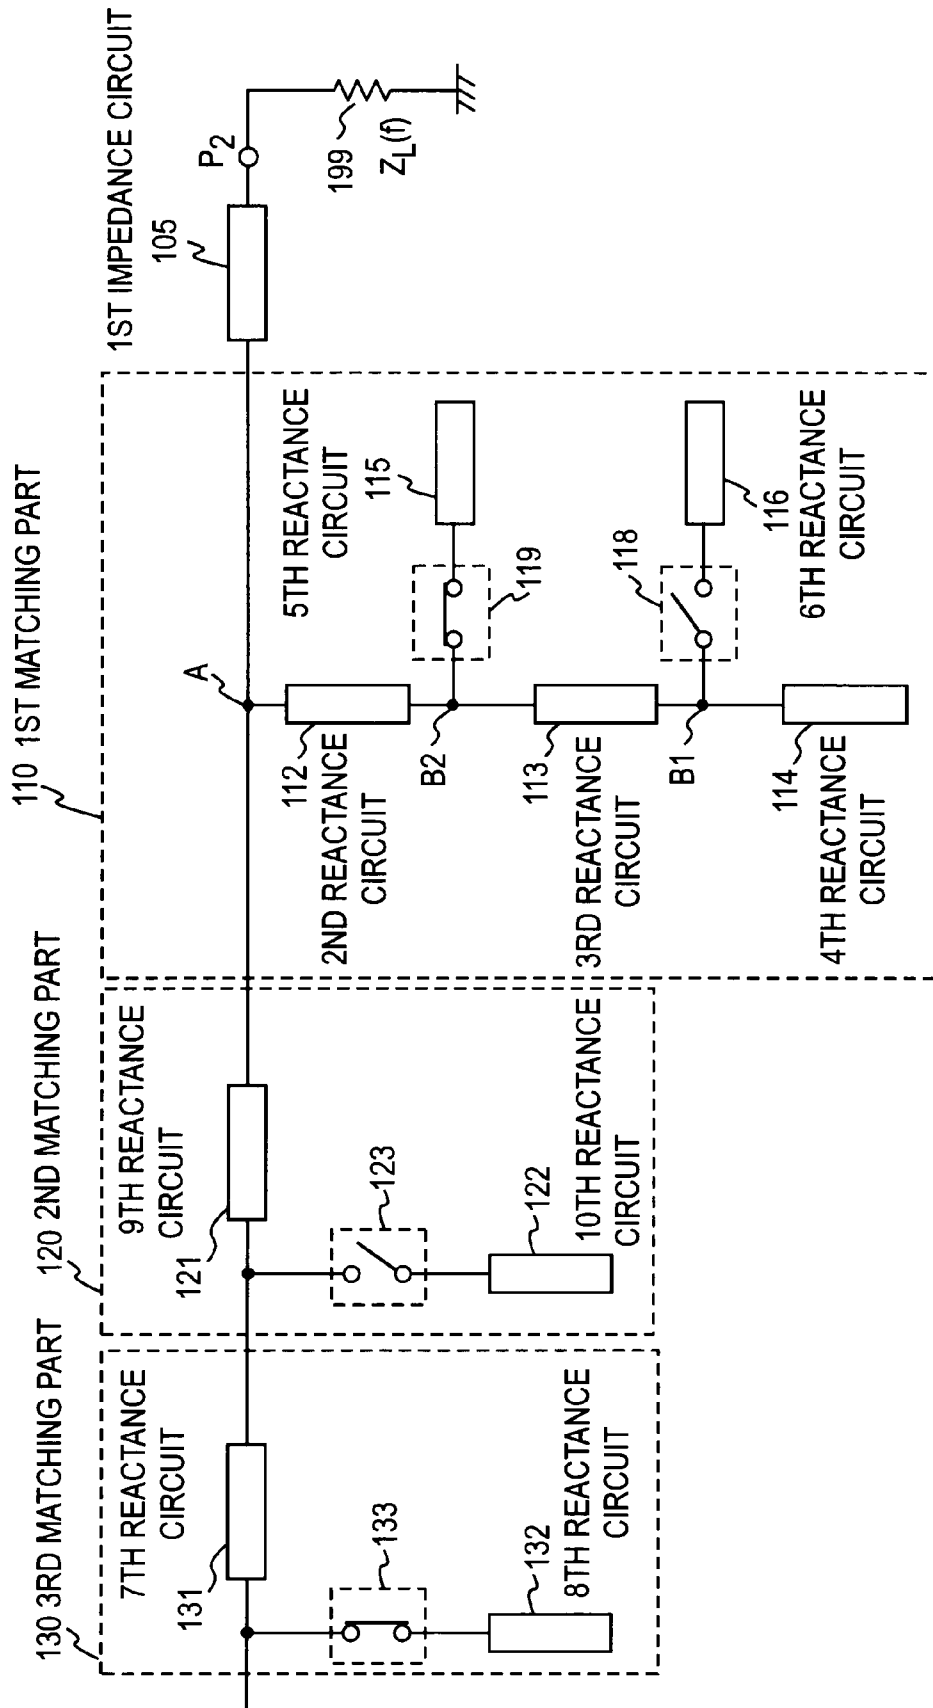 130 3RD MATCHING PART
120 2ND MATCHING PART
110 1ST MATCHING PART
1ST IMPEDANCE CIRCUIT
7TH REACTANCE
CIRCUIT
131
133
132
8TH REACTANCE
CIRCUIT
9TH REACTANCE
CIRCUIT
121
123
122
10TH REACTANCE
CIRCUIT
A
112
2ND REACTANCE
CIRCUIT
B2
5TH REACTANCE
CIRCUIT
115
119
113
3RD REACTANCE
CIRCUIT
B1
118
116
6TH REACTANCE
CIRCUIT
114
4TH REACTANCE
CIRCUIT
105
P2
199
ZL(f)